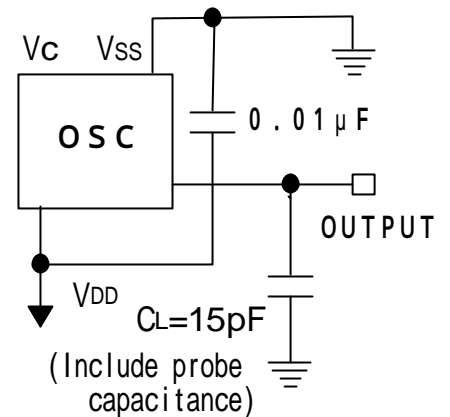 Vc Vss
OSC
0.01μF
OUTPUT
VDD
CL=15pF
(Include probe
capacitance)